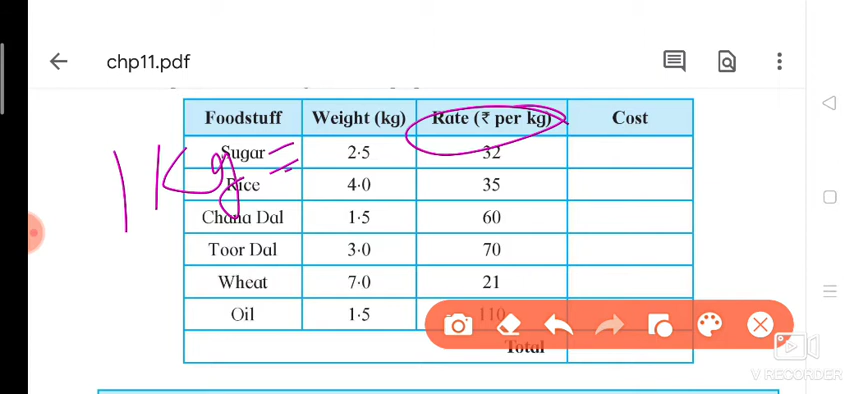 chp11.pdf
Foodstuff Weight (kg) Rate (₹ per kg) Cost
Sugar 2·5 32
1 Kg =
Rice 4·0 35
Chana Dal 1·5 60
Toor Dal 3·0 70
Wheat 7·0 21
Oil 1·5 110
Total
V RECORDER